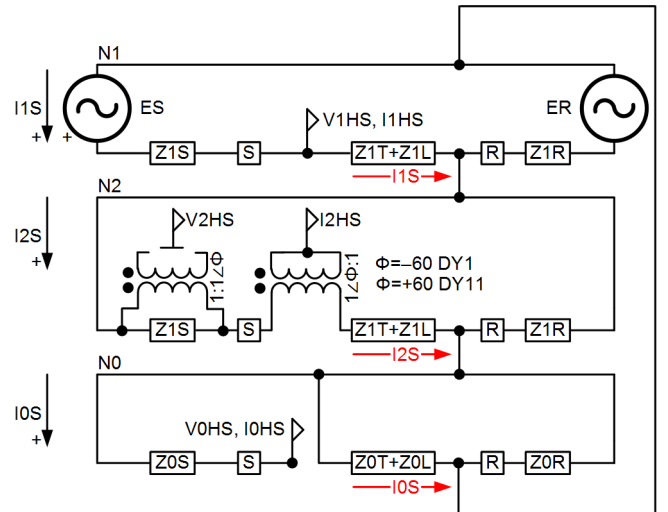 N1
I1S
+
+
ES
ER
V1HS, I1HS
Z1S
S
Z1T+Z1L
R
Z1R
I1S
N2
I2S
+
V2HS
I2HS
1:1∠Φ
1∠Φ:1
Φ=–60 DY1
Φ=+60 DY11
Z1S
S
Z1T+Z1L
R
Z1R
I2S
N0
I0S
+
V0HS, I0HS
Z0S
S
Z0T+Z0L
R
Z0R
I0S